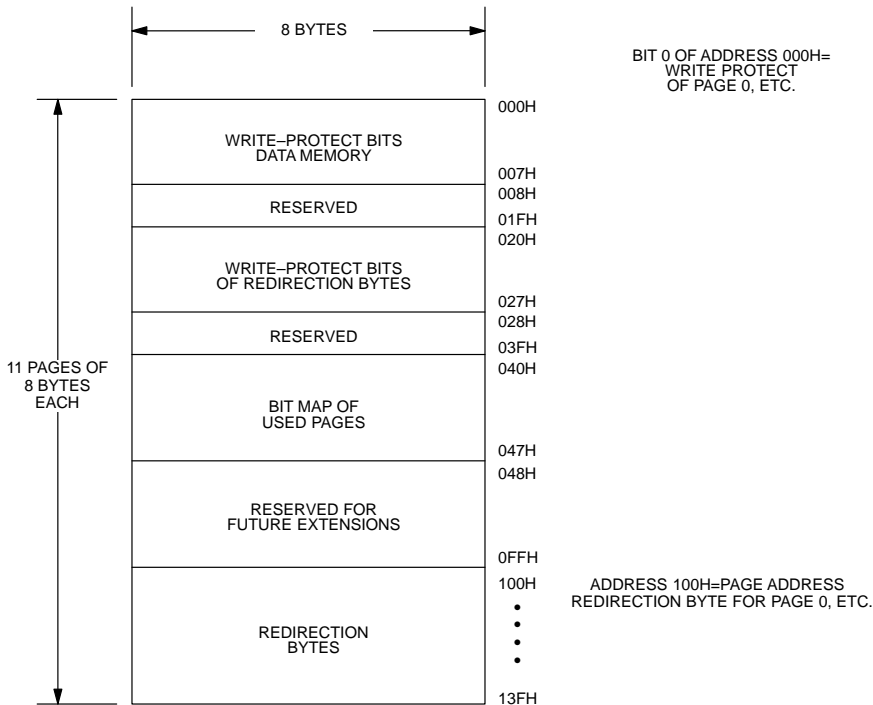 8 BYTES
BIT 0 OF ADDRESS 000H=
WRITE PROTECT
OF PAGE 0, ETC.
000H
WRITE–PROTECT BITS
DATA MEMORY
007H
008H
RESERVED
01FH
020H
WRITE–PROTECT BITS
OF REDIRECTION BYTES
027H
028H
RESERVED
03FH
11 PAGES OF
8 BYTES
EACH
040H
BIT MAP OF
USED PAGES
047H
048H
RESERVED FOR
FUTURE EXTENSIONS
0FFH
100H
ADDRESS 100H=PAGE ADDRESS
REDIRECTION BYTE FOR PAGE 0, ETC.
REDIRECTION
BYTES
13FH